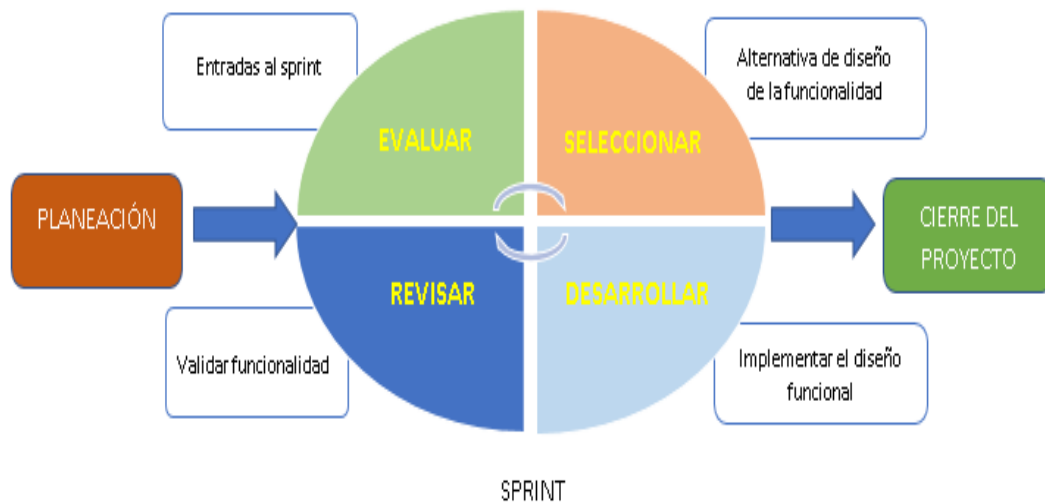 Entradas al sprint
Alternativa de diseño
de la funcionalidad
EVALUAR
SELECCIONAR
PLANEACIÓN
CIERRE DEL
PROYECTO
REVISAR
DESARROLLAR
Validar funcionalidad
Implementar el diseño
funcional
SPRINT